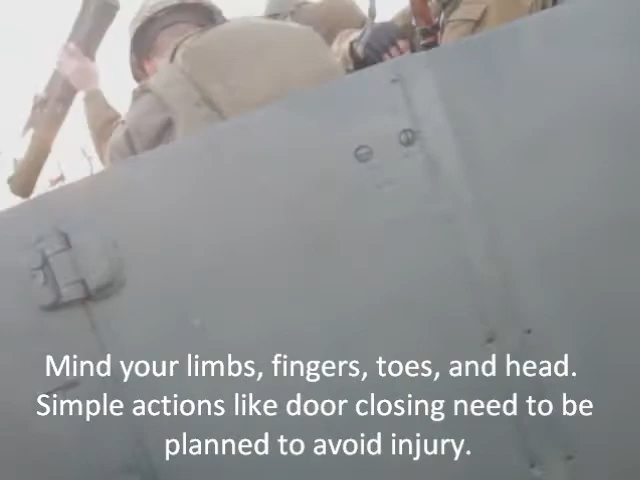 Mind your limbs, fingers, toes, and head.
Simple actions like door closing need to be
planned to avoid injury.